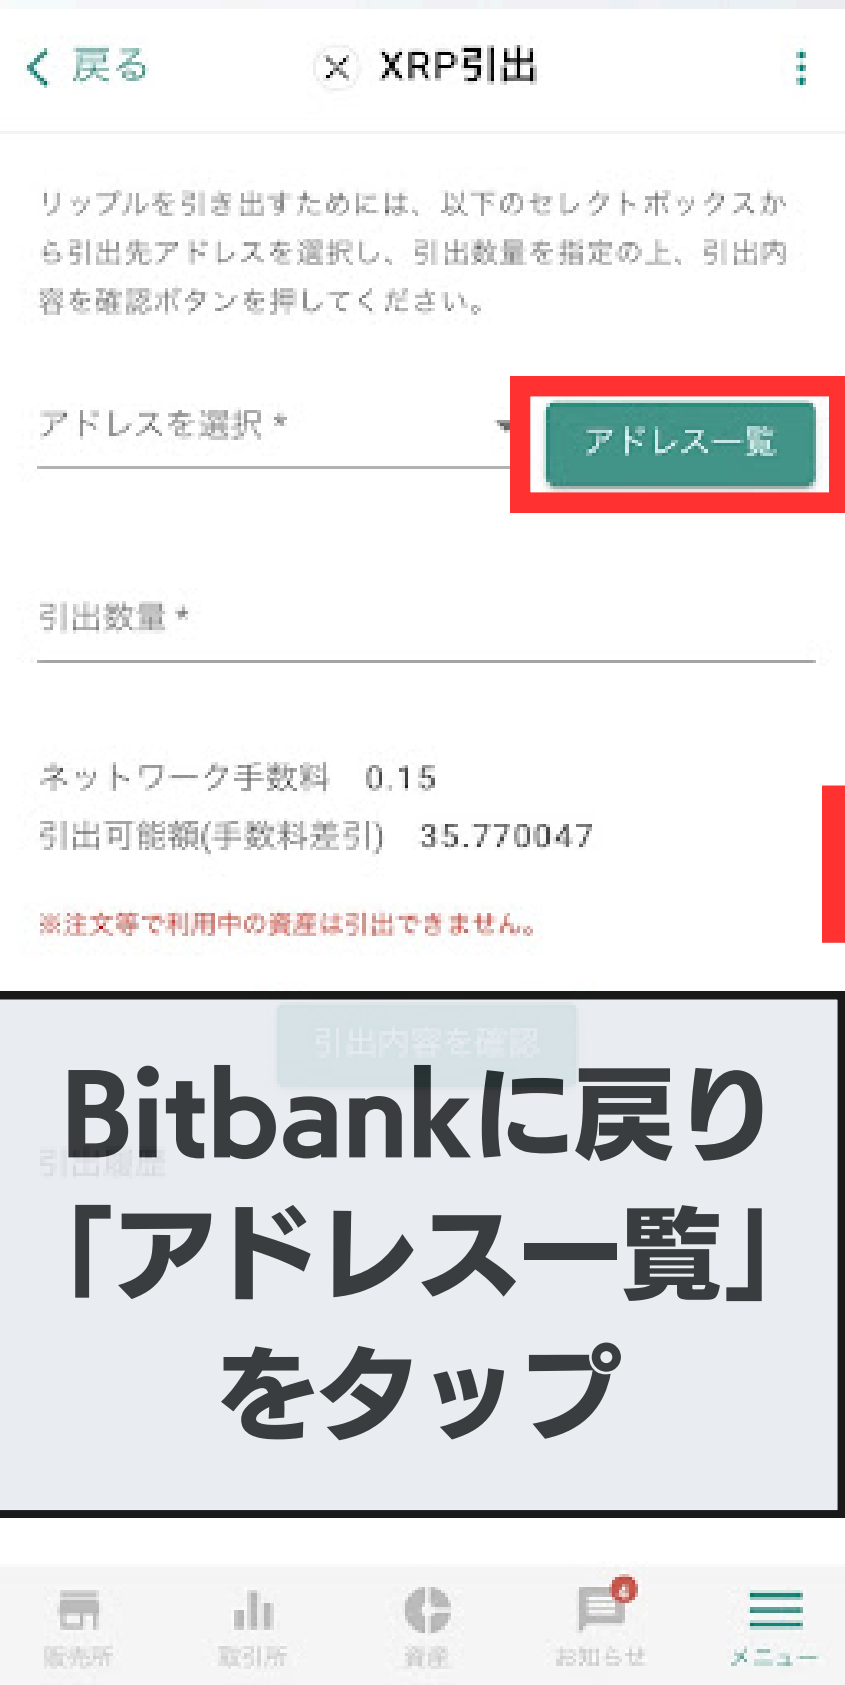 戻る
XRP引出
リップルを引き出すためには、以下のセレクトボックスか
ら引出先アドレスを選択し、引出数量を指定の上、引出内
容を確認ボタンを押してください。
アドレスを選択 *
アドレス一覧
引出数量 *
ネットワーク手数料 0.15
引出可能額(手数料差引) 35.770047
※注文等で利用中の資産は引出できません。
引出内容を確認
Bitbankに戻り
引出履歴
「アドレス一覧」
をタップ
4
販売所
取引所
資産
お知らせ
メニュー